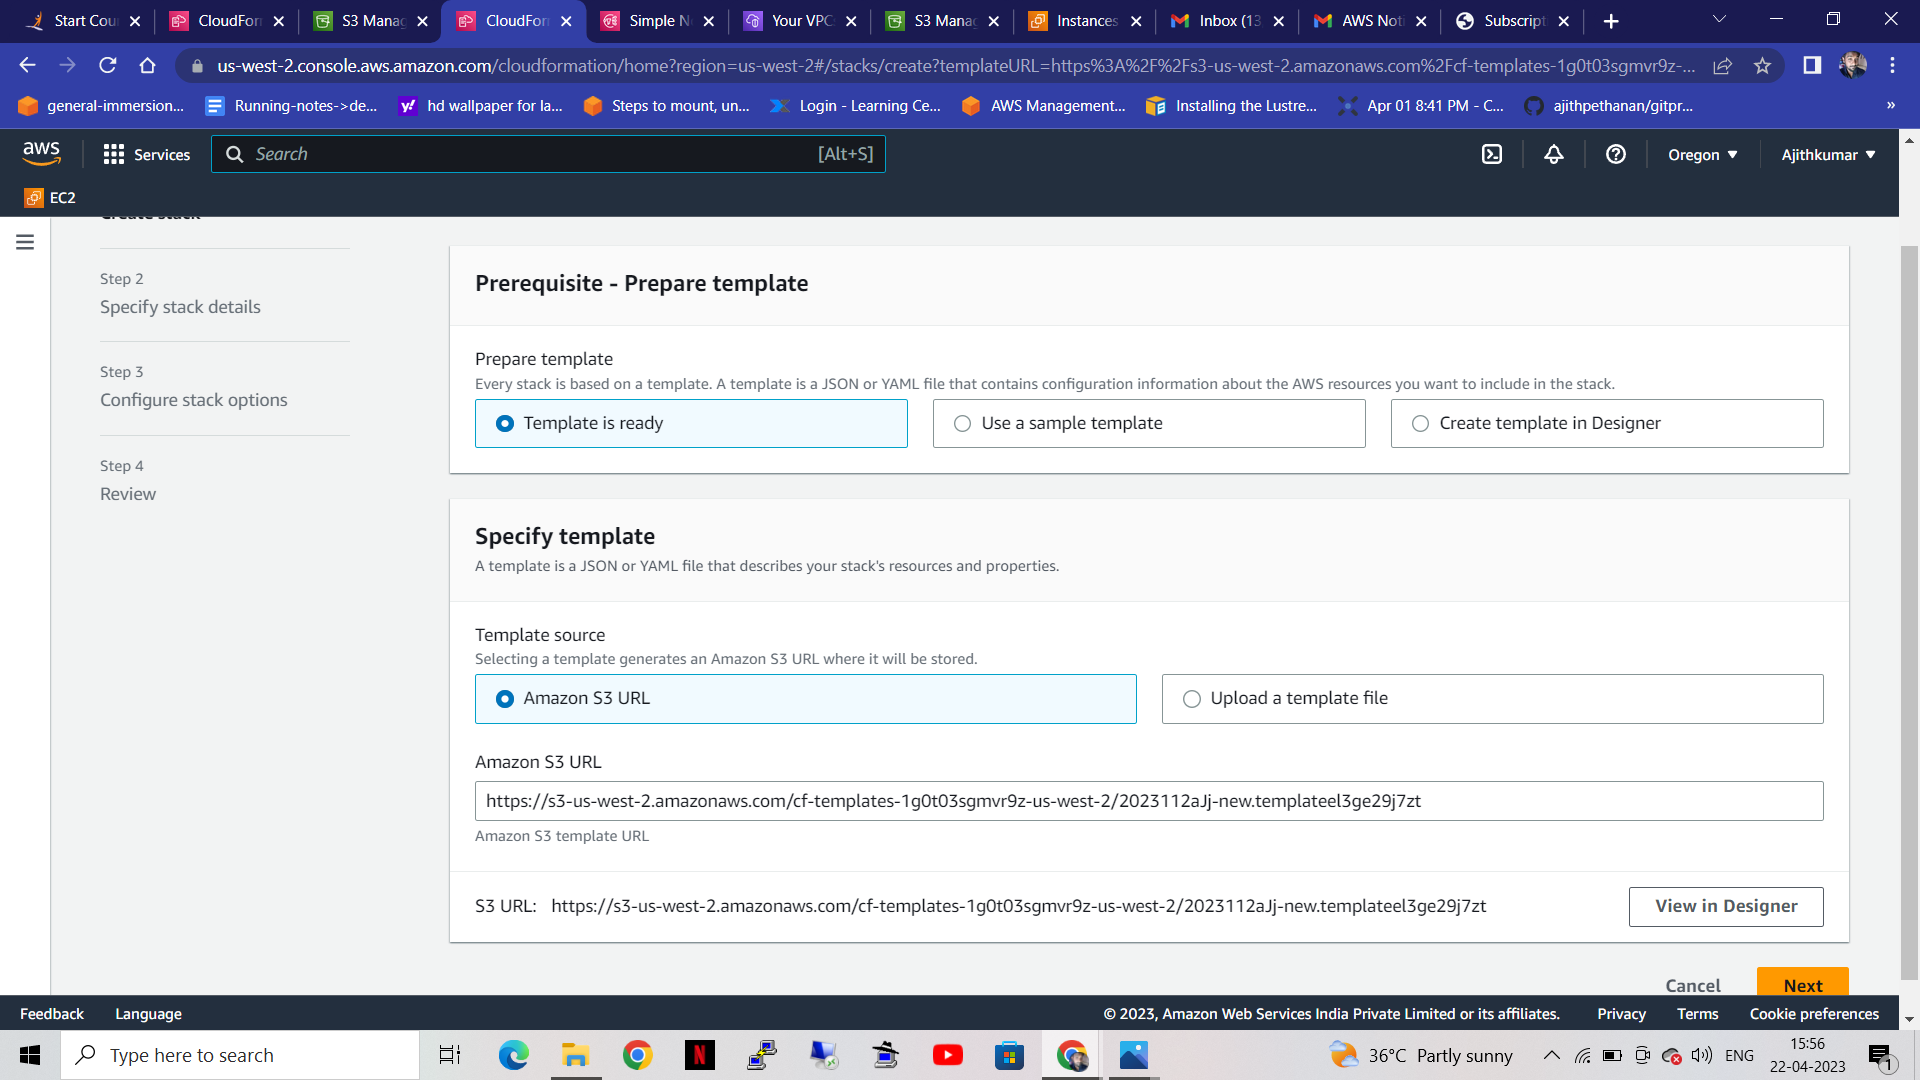 Start Cou
CloudForm
S3 Manag
CloudForm
Simple N
Your VPC
S3 Manag
Instances
Inbox (13
AWS Noti
Subscript
us-west-2.console.aws.amazon.com/cloudformation/home?region=us-west-2#/stacks/create?templateURL=https%3A%2F%2Fs3-us-west-2.amazonaws.com%2Fcf-templates-1g0t03sgmvr9z-...
general-immersion...
Running-notes->de...
hd wallpaper for la...
Steps to mount, un...
Login - Learning Ce...
AWS Management...
Installing the Lustre...
Apr 01 8:41 PM - C...
ajithpethanan/gitpr...
»
aws
Services
Search
[Alt+S]
Oregon
Ajithkumar
EC2
Create stack
Step 2
Specify stack details
Step 3
Configure stack options
Step 4
Review
Prerequisite - Prepare template
Prepare template
Every stack is based on a template. A template is a JSON or YAML file that contains configuration information about the AWS resources you want to include in the stack.
Template is ready
Use a sample template
Create template in Designer
Specify template
A template is a JSON or YAML file that describes your stack's resources and properties.
Template source
Selecting a template generates an Amazon S3 URL where it will be stored.
Amazon S3 URL
Upload a template file
Amazon S3 URL
https://s3-us-west-2.amazonaws.com/cf-templates-1g0t03sgmvr9z-us-west-2/2023112aJj-new.templateel3ge29j7zt
Amazon S3 template URL
S3 URL: https://s3-us-west-2.amazonaws.com/cf-templates-1g0t03sgmvr9z-us-west-2/2023112aJj-new.templateel3ge29j7zt
View in Designer
Cancel
Next
Feedback
Language
© 2023, Amazon Web Services India Private Limited or its affiliates.
Privacy
Terms
Cookie preferences
Type here to search
36°C Partly sunny
ENG
15:56
22-04-2023
1